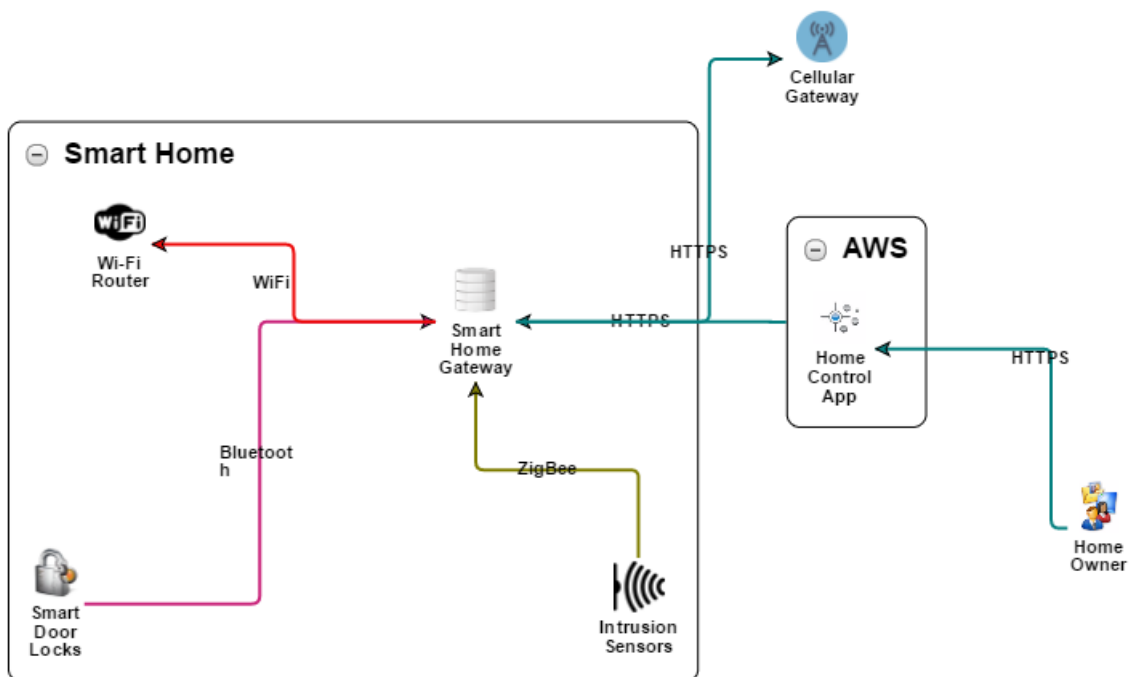 Cellular
Gateway
Smart Home
WiFi
Wi-Fi
Router
WiFi
HTTPS
AWS
HTTPS
Smart
Home
Gateway
Home
Control
App
HTTPS
Bluetoot
h
ZigBee
Home
Owner
Smart
Door
Locks
Intrusion
Sensors